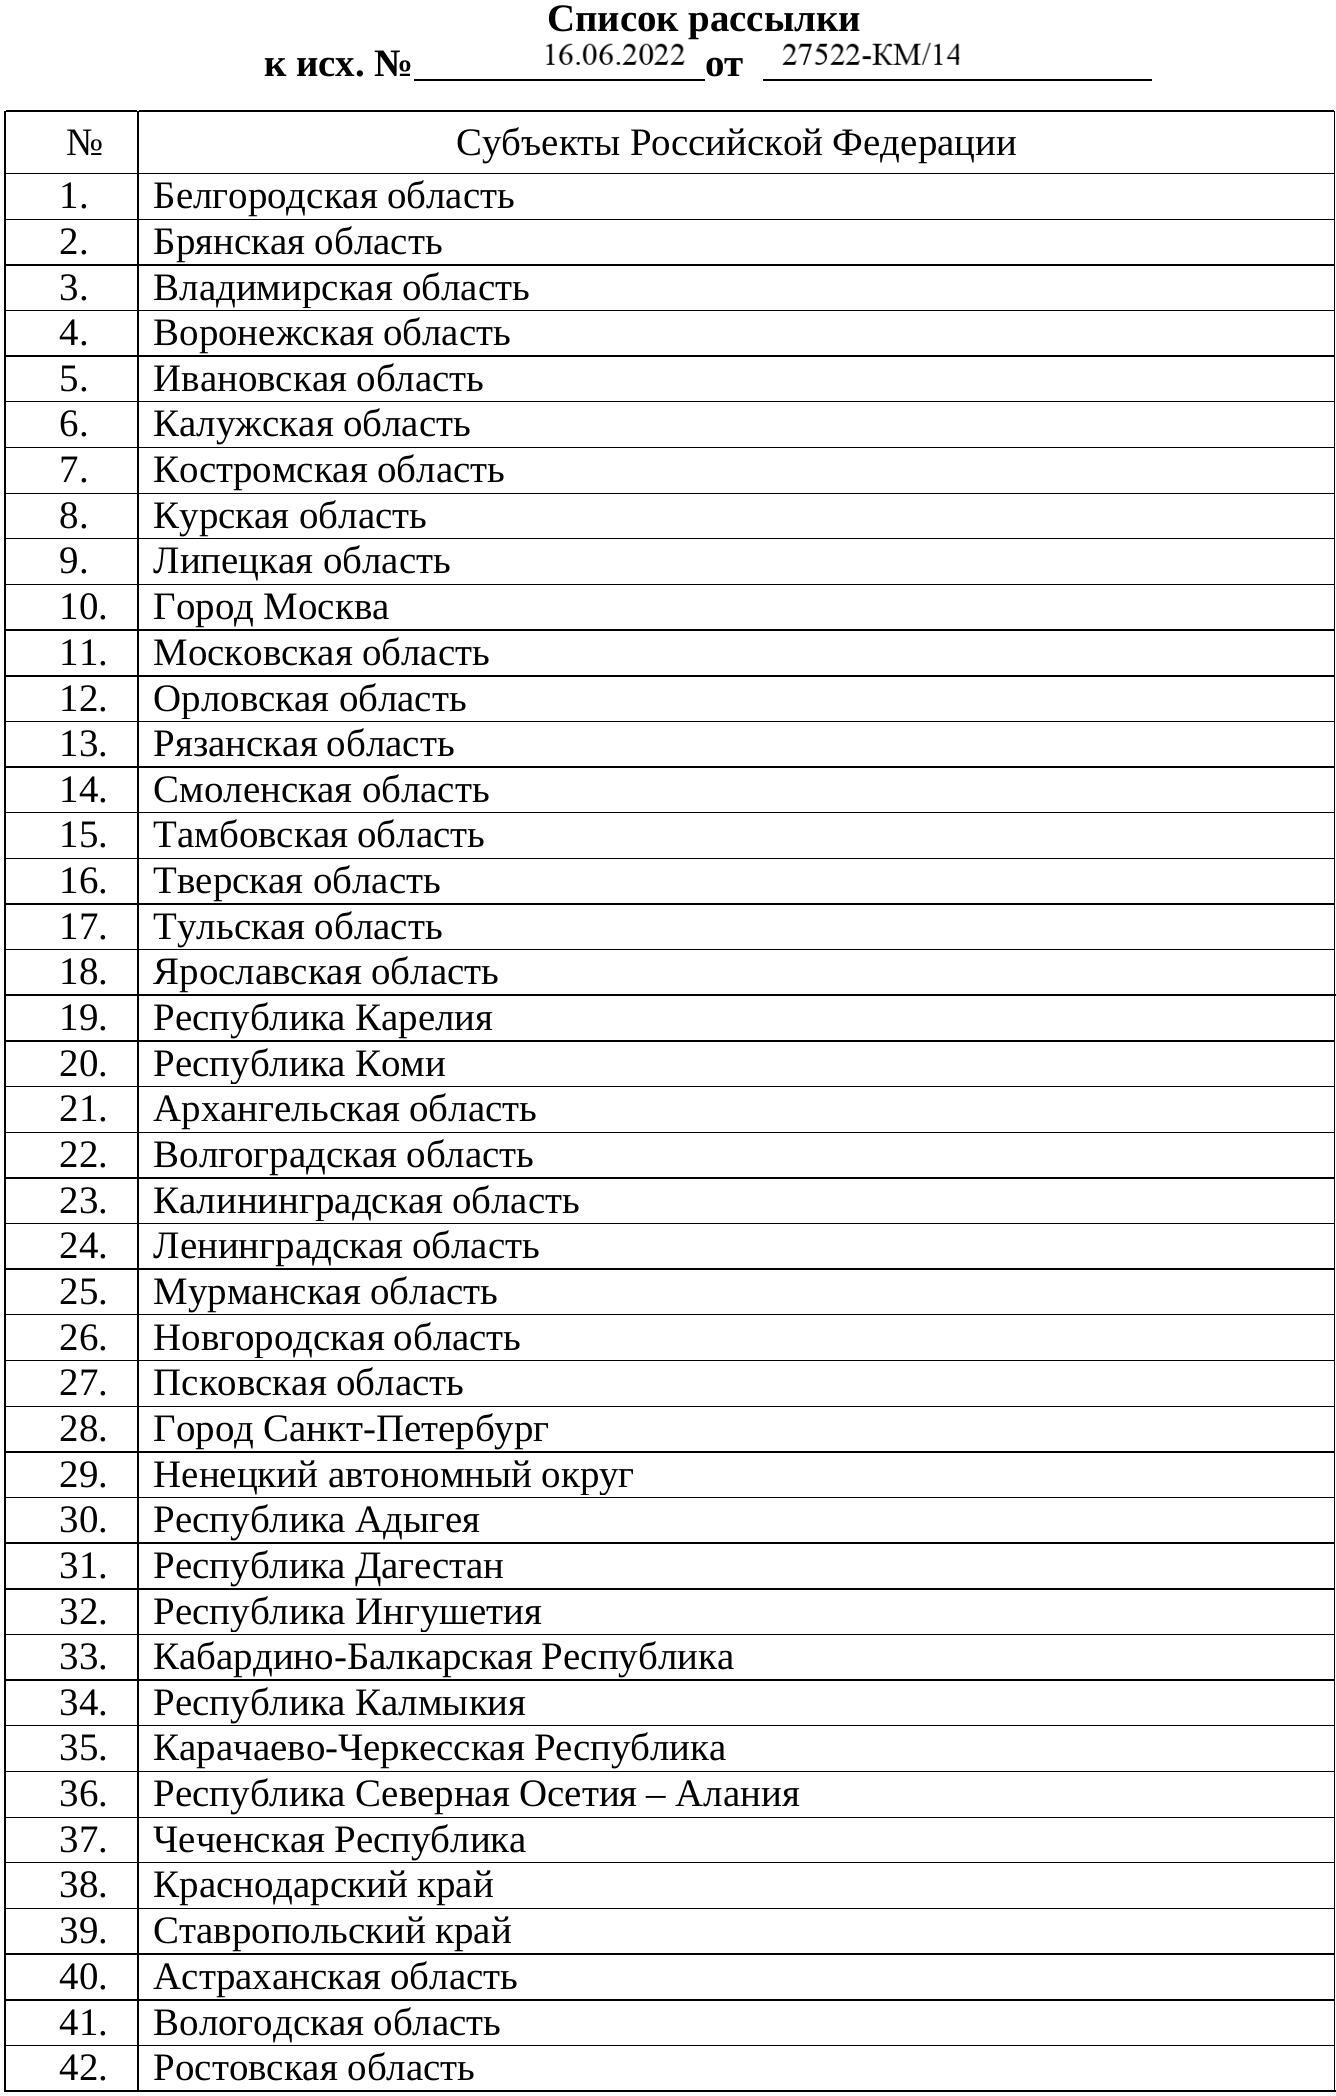 Список рассылки
к исх. № 16.06.2022 от 27522-КМ/14
№ Субъекты Российской Федерации
1. Белгородская область
2. Брянская область
3. Владимирская область
4. Воронежская область
5. Ивановская область
6. Калужская область
7. Костромская область
8. Курская область
9. Липецкая область
10. Город Москва
11. Московская область
12. Орловская область
13. Рязанская область
14. Смоленская область
15. Тамбовская область
16. Тверская область
17. Тульская область
18. Ярославская область
19. Республика Карелия
20. Республика Коми
21. Архангельская область
22. Волгоградская область
23. Калининградская область
24. Ленинградская область
25. Мурманская область
26. Новгородская область
27. Псковская область
28. Город Санкт-Петербург
29. Ненецкий автономный округ
30. Республика Адыгея
31. Республика Дагестан
32. Республика Ингушетия
33. Кабардино-Балкарская Республика
34. Республика Калмыкия
35. Карачаево-Черкесская Республика
36. Республика Северная Осетия – Алания
37. Чеченская Республика
38. Краснодарский край
39. Ставропольский край
40. Астраханская область
41. Вологодская область
42. Ростовская область